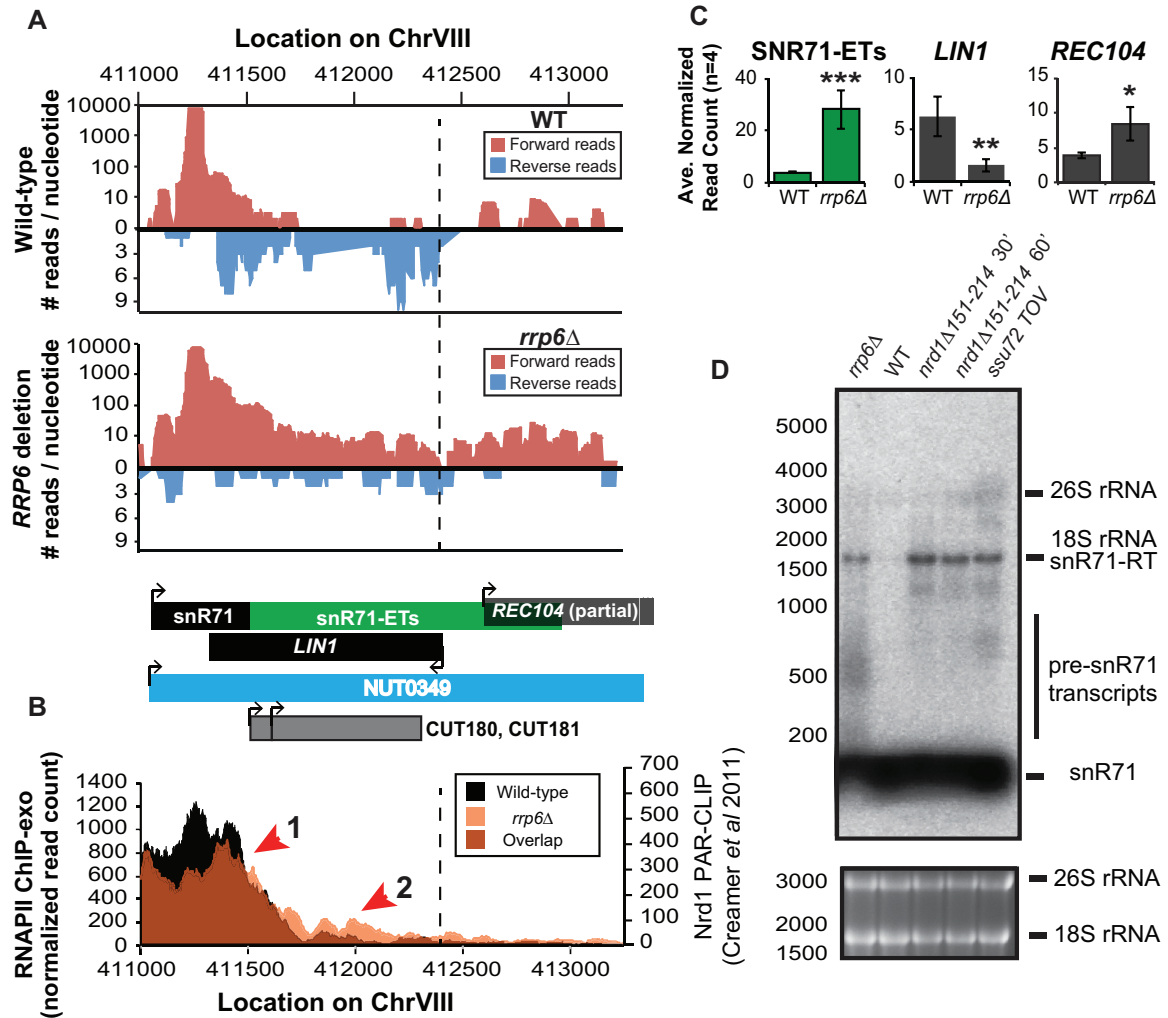 A
Location on ChrVIII
411000 411500 412000 412500 413000
Wild-type
# reads / nucleotide
10000
1000
100
10
0
3
6
9
WT
Forward reads
Reverse reads
RRP6 deletion
# reads / nucleotide
10000
1000
100
10
0
3
6
9
rrp6Δ
Forward reads
Reverse reads
snR71
snR71-ETs
REC104 (partial)
LIN1
NUT0349
CUT180, CUT181
B
RNAPII ChIP-exo
(normalized read count)
1400
1200
1000
800
600
400
200
0
1
2
Wild-type
rrp6Δ
Overlap
700
600
500
400
300
200
100
0
Nrd1 PAR-CLIP
(Creamer et al 2011)
411000 411500 412000 412500 413000
Location on ChrVIII
C
Ave. Normalized
Read Count (n=4)
SNR71-ETs
40
20
0
***
WT rrp6Δ
LIN1
10
5
0
**
WT rrp6Δ
REC104
15
10
5
0
*
WT rrp6Δ
D
rrp6Δ
WT
nrd1Δ151-214 30'
nrd1Δ151-214 60'
ssu72 TOV
5000
4000
3000
2000
1500
1000
500
200
26S rRNA
18S rRNA
snR71-RT
pre-snR71
transcripts
snR71
3000
2000
1500
26S rRNA
18S rRNA